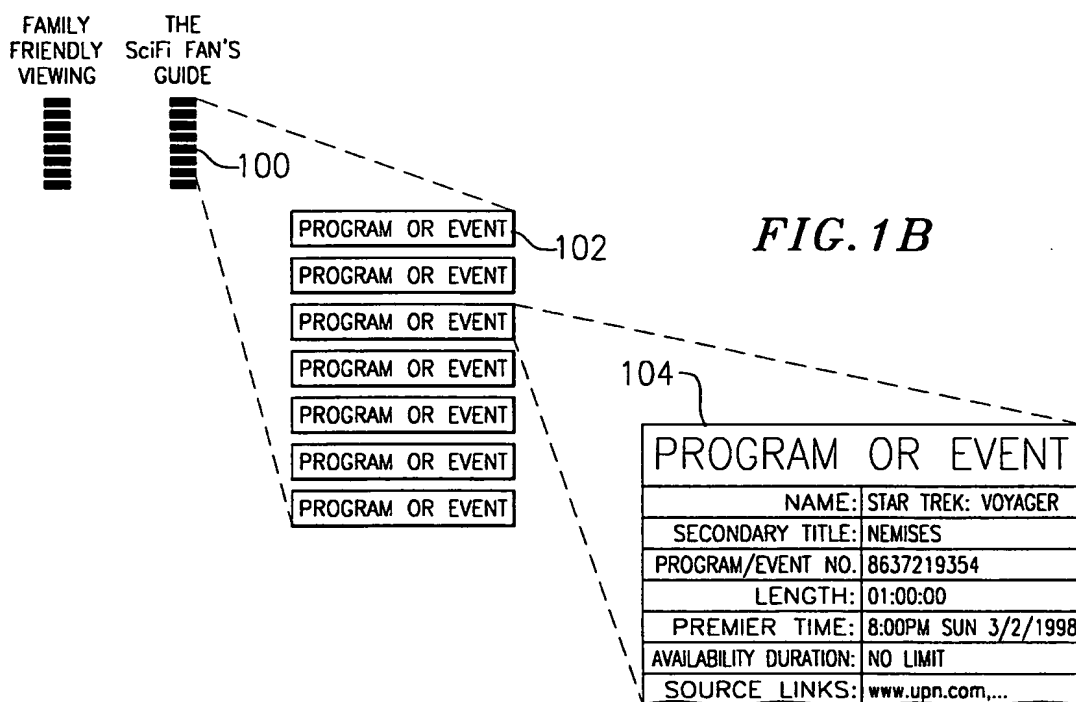 FAMILY
FRIENDLY
VIEWING
THE
SciFi FAN'S
GUIDE
100
PROGRAM OR EVENT
102
PROGRAM OR EVENT
PROGRAM OR EVENT
PROGRAM OR EVENT
PROGRAM OR EVENT
PROGRAM OR EVENT
PROGRAM OR EVENT
FIG. 1B
104
PROGRAM OR EVENT
NAME: STAR TREK: VOYAGER
SECONDARY TITLE: NEMISES
PROGRAM/EVENT NO. 8637219354
LENGTH: 01:00:00
PREMIER TIME: 8:00PM SUN 3/2/1998
AVAILABILITY DURATION: NO LIMIT
SOURCE LINKS: www.upn.com,...